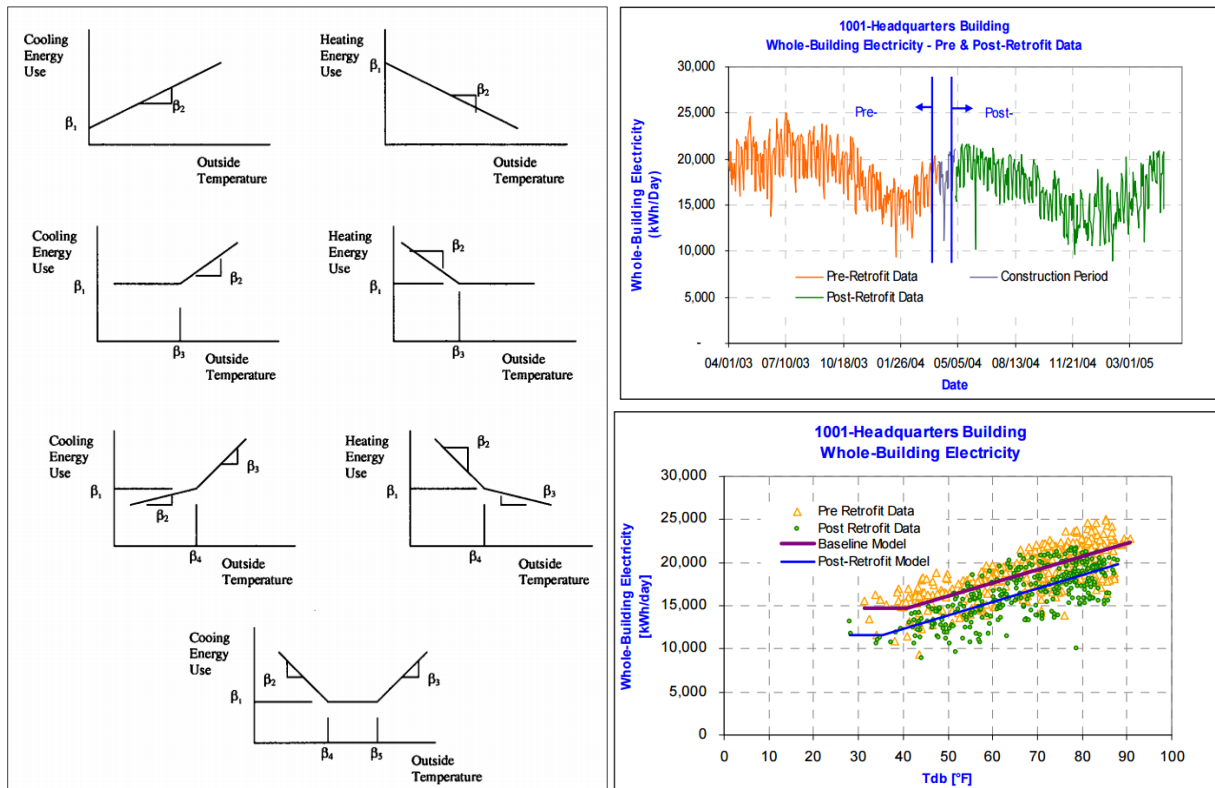 Cooling
Energy
Use
β₁
β₂
Outside
Temperature
Heating
Energy
Use
β₁
β₂
Outside
Temperature
Cooling
Energy
Use
β₁
β₂
β₃
Outside
Temperature
Heating
Energy
Use
β₂
β₁
β₃
Outside
Temperature
Cooling
Energy
Use
β₁
β₃
β₂
β₄
Outside
Temperature
Heating
Energy
Use
β₂
β₁
β₃
β₄
Outside
Temperature
Cooing
Energy
Use
β₂
β₃
β₁
β₄
β₅
Outside
Temperature
1001-Headquarters Building
Whole-Building Electricity - Pre & Post-Retrofit Data
Whole-Building Electricity
(kWh/Day)
30,000
25,000
20,000
15,000
10,000
5,000
-
Pre-
Post-
Pre-Retrofit Data
Construction Period
Post-Retrofit Data
04/01/03 07/10/03 10/18/03 01/26/04 05/05/04 08/13/04 11/21/04 03/01/05
Date
1001-Headquarters Building
Whole-Building Electricity
Whole-Building Electricity
[kWh/day]
30,000
25,000
20,000
15,000
10,000
5,000
0
Pre Retrofit Data
Post Retrofit Data
Baseline Model
Post-Retrofit Model
0 10 20 30 40 50 60 70 80 90 100
Tdb [°F]